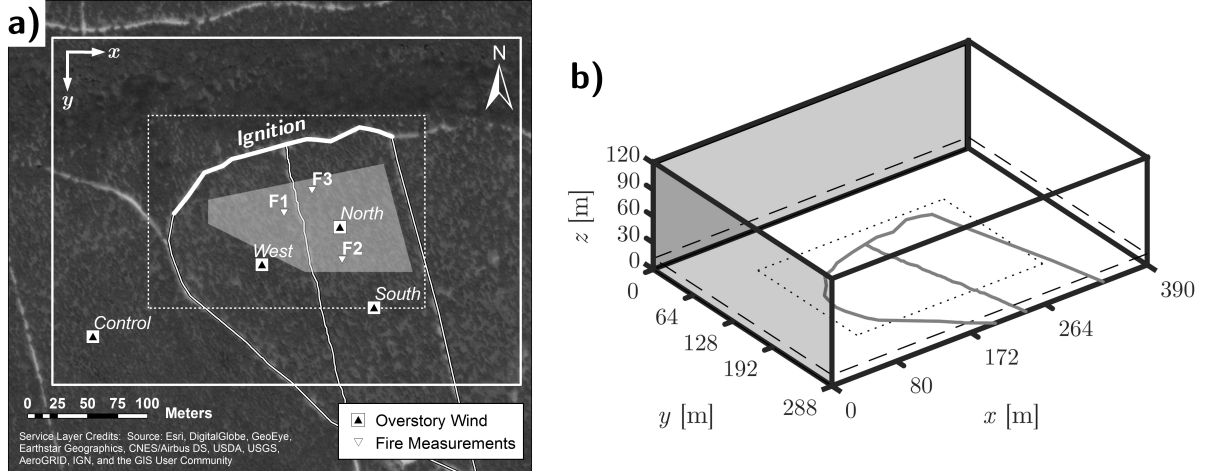 a)
x
y
N
Ignition
F3
F1
North
F2
West
South
Control
0 25 50 75 100 Meters
Overstory Wind
Fire Measurements
Service Layer Credits: Source: Esri, DigitalGlobe, GeoEye,
Earthstar Geographics, CNES/Airbus DS, USDA, USGS,
AeroGRID, IGN, and the GIS User Community
b)
120
90
60
30
0
z [m]
0
64
128
192
288
y [m]
0
80
172
264
390
x [m]